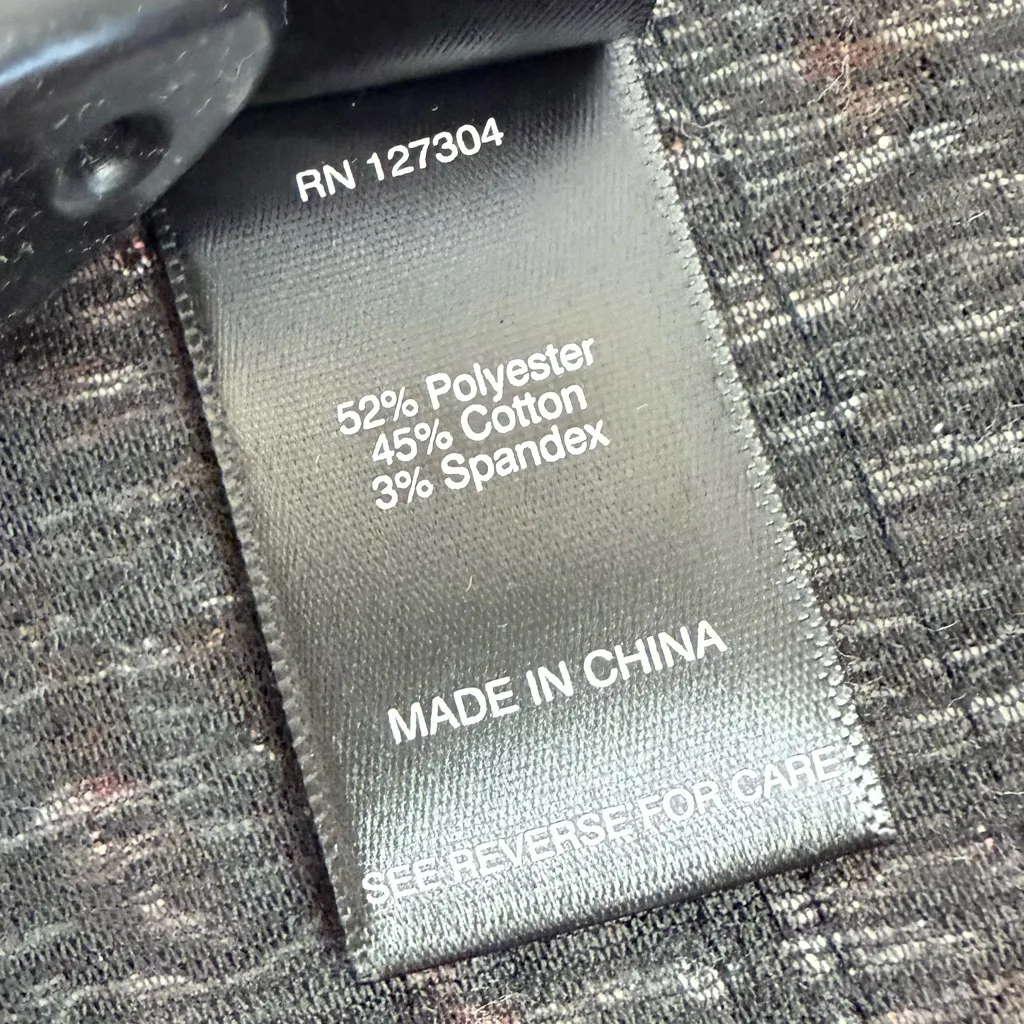 RN 127304
52% Polyester
45% Cotton
3% Spandex
MADE IN CHINA
SEE REVERSE FOR CARE